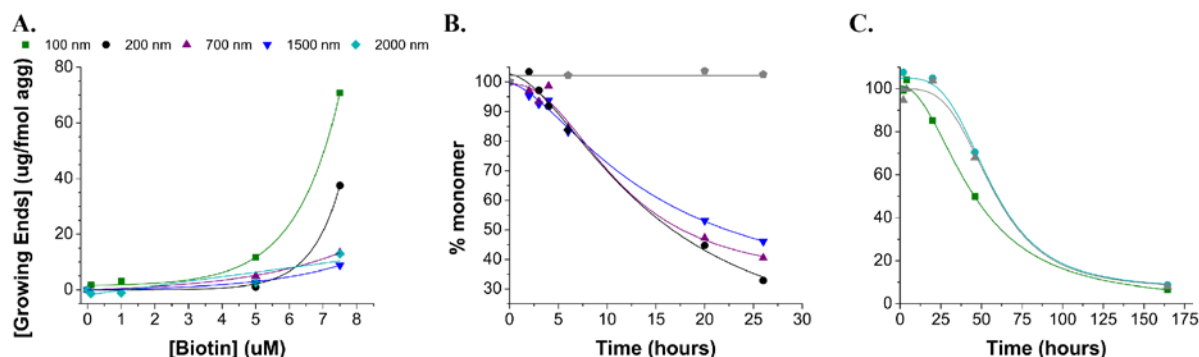 A.
B.
C.
100 nm 200 nm 700 nm 1500 nm 2000 nm
[Growing Ends] (ug/fmol agg)
80
60
40
20
0
0 1 2 3 4 5 6 7 8
[Biotin] (uM)
% monomer
100
90
80
70
60
50
40
30
0 5 10 15 20 25 30
Time (hours)
100
80
60
40
20
0
0 25 50 75 100 125 150 175
Time (hours)